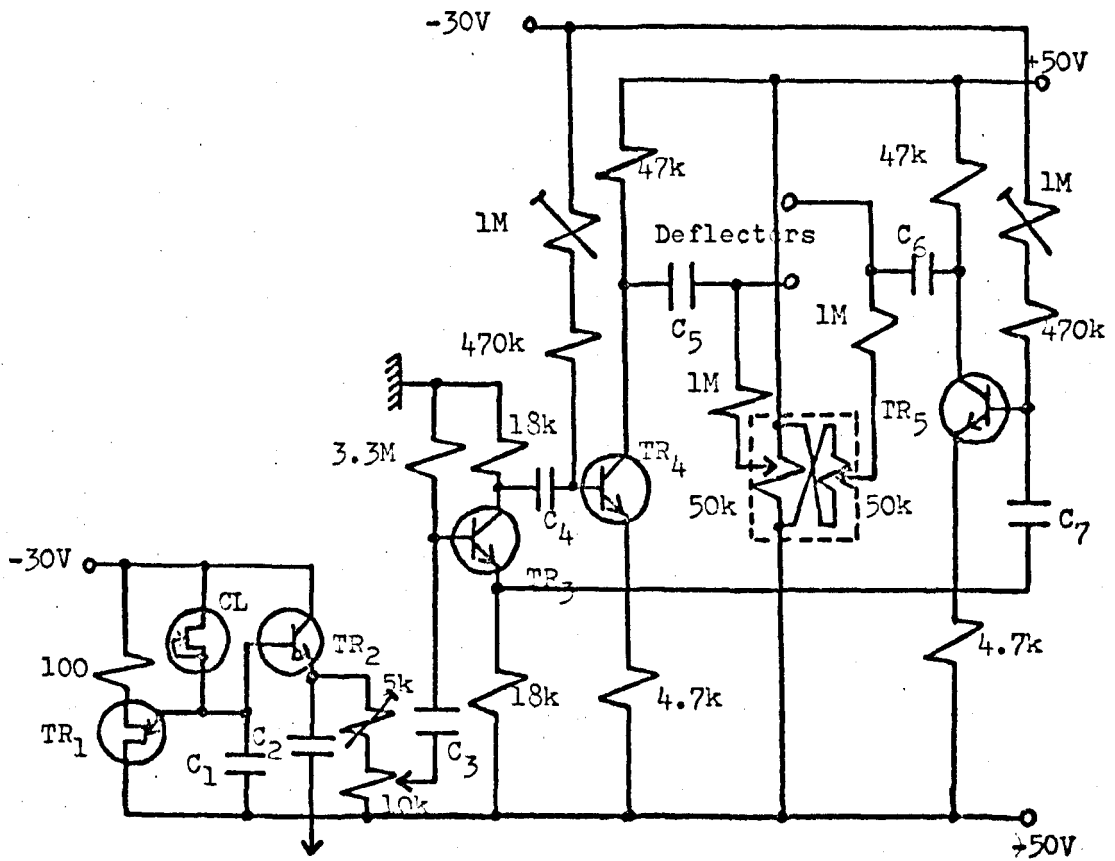 -30V
+50V
47k
47k
1M
1M
Deflectors
C6
C5
1M
470k
470k
1M
18k
TR5
3.3M
TR4
C4
50k
50k
C7
-30V
TR3
CL
TR2
100
5k
4.7k
18k
4.7k
TR1
C1
C2
C3
10k
+50V